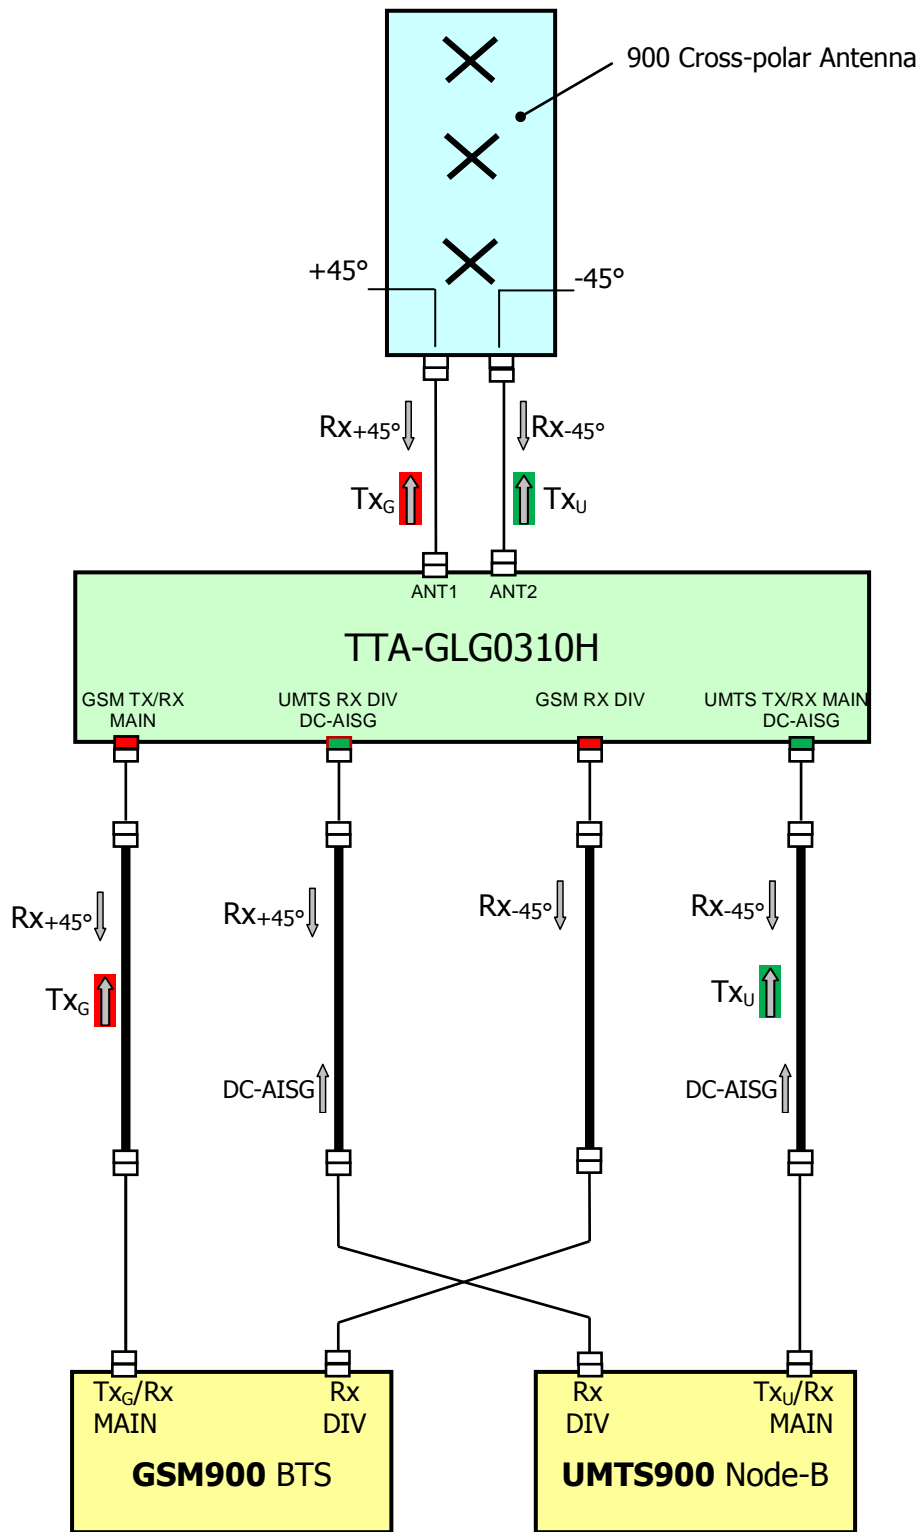 900 Cross-polar Antenna
+45°
-45°
Rx+45°
Rx-45°
TxG
TxU
ANT1
ANT2
TTA-GLG0310H
GSM TX/RX
MAIN
UMTS RX DIV
DC-AISG
GSM RX DIV
UMTS TX/RX MAIN
DC-AISG
Rx+45°
Rx+45°
Rx-45°
Rx-45°
TxG
TxU
DC-AISG
DC-AISG
TxG/Rx
MAIN
Rx
DIV
Rx
DIV
TxU/Rx
MAIN
GSM900 BTS
UMTS900 Node-B